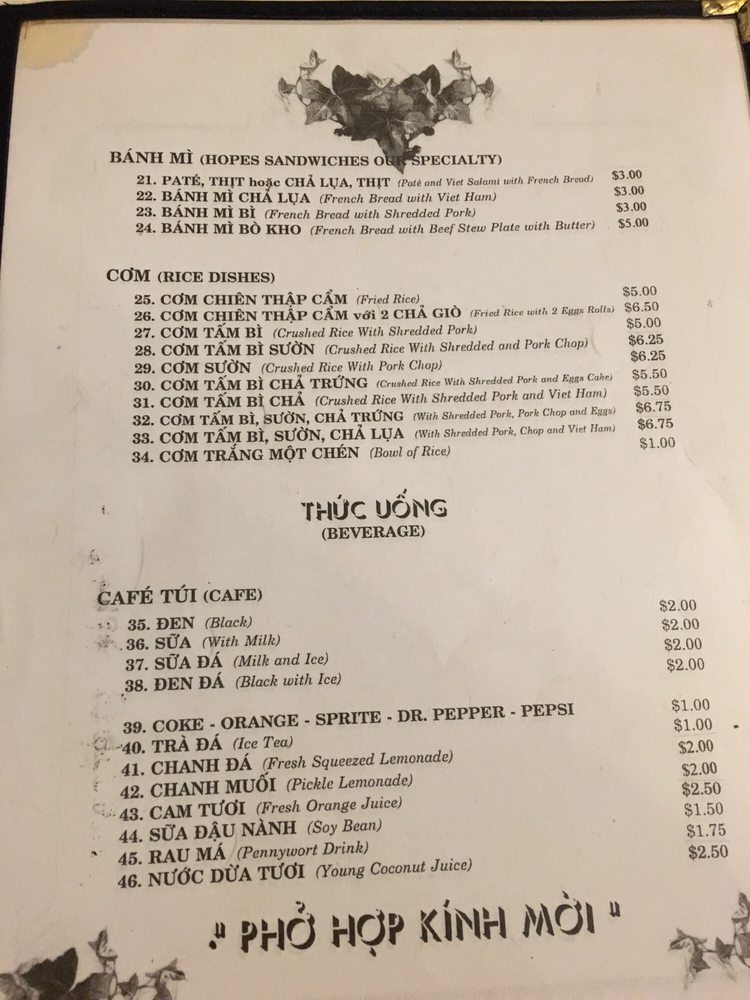 BÁNH MÌ (HOPES SANDWICHES OUR SPECIALTY)
21. PATÉ, THỊT hoặc CHẢ LỤA, THỊT (Paté and Viet Salami with French Bread) $3.00
22. BÁNH MÌ CHẢ LỤA (French Bread with Viet Ham) $3.00
23. BÁNH MÌ BÌ (French Bread with Shredded Pork) $3.00
24. BÁNH MÌ BÒ KHO (French Bread with Beef Stew Plate with Butter) $5.00
CƠM (RICE DISHES)
25. CƠM CHIÊN THẬP CẨM (Fried Rice) $5.00
26. CƠM CHIÊN THẬP CẨM với 2 CHẢ GIÒ (Fried Rice with 2 Eggs Rolls) $6.50
27. CƠM TẤM BÌ (Crushed Rice With Shredded Pork) $5.00
28. CƠM TẤM BÌ SƯỜN (Crushed Rice With Shredded and Pork Chop) $6.25
29. CƠM SƯỜN (Crushed Rice With Pork Chop) $6.25
30. CƠM TẤM BÌ CHẢ TRỨNG (Crushed Rice With Shredded Pork and Eggs Cake) $5.50
31. CƠM TẤM BÌ CHẢ (Crushed Rice With Shredded Pork and Viet Ham) $5.50
32. CƠM TẤM BÌ, SƯỜN, CHẢ TRỨNG (With Shredded Pork, Pork Chop and Eggs) $6.75
33. CƠM TẤM BÌ, SƯỜN, CHẢ LỤA (With Shredded Pork, Chop and Viet Ham) $6.75
34. CƠM TRẮNG MỘT CHÉN (Bowl of Rice) $1.00
THỨC UỐNG
(BEVERAGE)
CAFÉ TÚI (CAFE)
35. ĐEN (Black) $2.00
36. SỮA (With Milk) $2.00
37. SỮA ĐÁ (Milk and Ice) $2.00
38. ĐEN ĐÁ (Black with Ice) $2.00
39. COKE - ORANGE - SPRITE - DR. PEPPER - PEPSI $1.00
40. TRÀ ĐÁ (Ice Tea) $1.00
41. CHANH ĐÁ (Fresh Squeezed Lemonade) $2.00
42. CHANH MUỐI (Pickle Lemonade) $2.00
43. CAM TƯƠI (Fresh Orange Juice) $2.50
44. SỮA ĐẬU NÀNH (Soy Bean) $1.50
45. RAU MÁ (Pennywort Drink) $1.75
46. NƯỚC DỪA TƯƠI (Young Coconut Juice) $2.50
" PHỞ HỢP KÍNH MỜI "